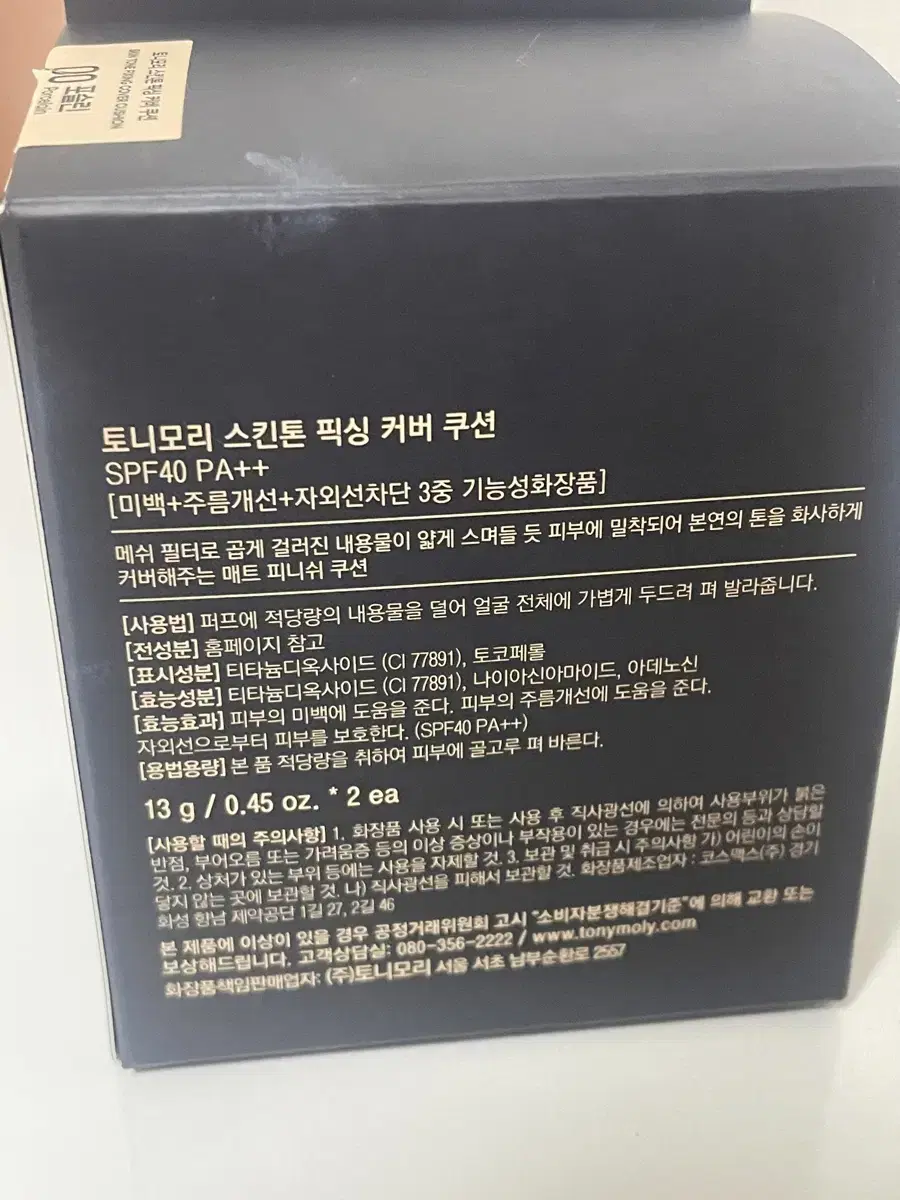 토니모리 스킨톤 픽싱 커버 쿠션
SKIN TONE FIXING COVER CUSHION
00 포슬린
Porcelain
토니모리 스킨톤 픽싱 커버 쿠션
SPF40 PA++
[미백+주름개선+자외선차단 3중 기능성화장품]
메쉬 필터로 곱게 걸러진 내용물이 얇게 스며들 듯 피부에 밀착되어 본연의 톤을 화사하게
커버해주는 매트 피니쉬 쿠션
[사용법] 퍼프에 적당량의 내용물을 덜어 얼굴 전체에 가볍게 두드려 펴 발라줍니다.
[전성분] 홈페이지 참고
[표시성분] 티타늄디옥사이드 (CI 77891), 토코페롤
[효능성분] 티타늄디옥사이드 (CI 77891), 나이아신아마이드, 아데노신
[효능효과] 피부의 미백에 도움을 준다. 피부의 주름개선에 도움을 준다.
자외선으로부터 피부를 보호한다. (SPF40 PA++)
[용법용량] 본 품 적당량을 취하여 피부에 골고루 펴 바른다.
13 g / 0.45 oz. * 2 ea
[사용할 때의 주의사항] 1. 화장품 사용 시 또는 사용 후 직사광선에 의하여 사용부위가 붉은
반점, 부어오름 또는 가려움증 등의 이상 증상이나 부작용이 있는 경우에는 전문의 등과 상담할
것. 2. 상처가 있는 부위 등에는 사용을 자제할 것. 3. 보관 및 취급 시 주의사항 가) 어린이의 손이
닿지 않는 곳에 보관할 것. 나) 직사광선을 피해서 보관할 것. 화장품제조업자 : 코스맥스(주) 경기
화성 향남 제약공단 1길 27, 2길 46
본 제품에 이상이 있을 경우 공정거래위원회 고시 "소비자분쟁해결기준"에 의해 교환 또는
보상해드립니다. 고객상담실: 080-356-2222 / www.tonymoly.com
화장품책임판매업자: (주)토니모리 서울 서초 남부순환로 2557